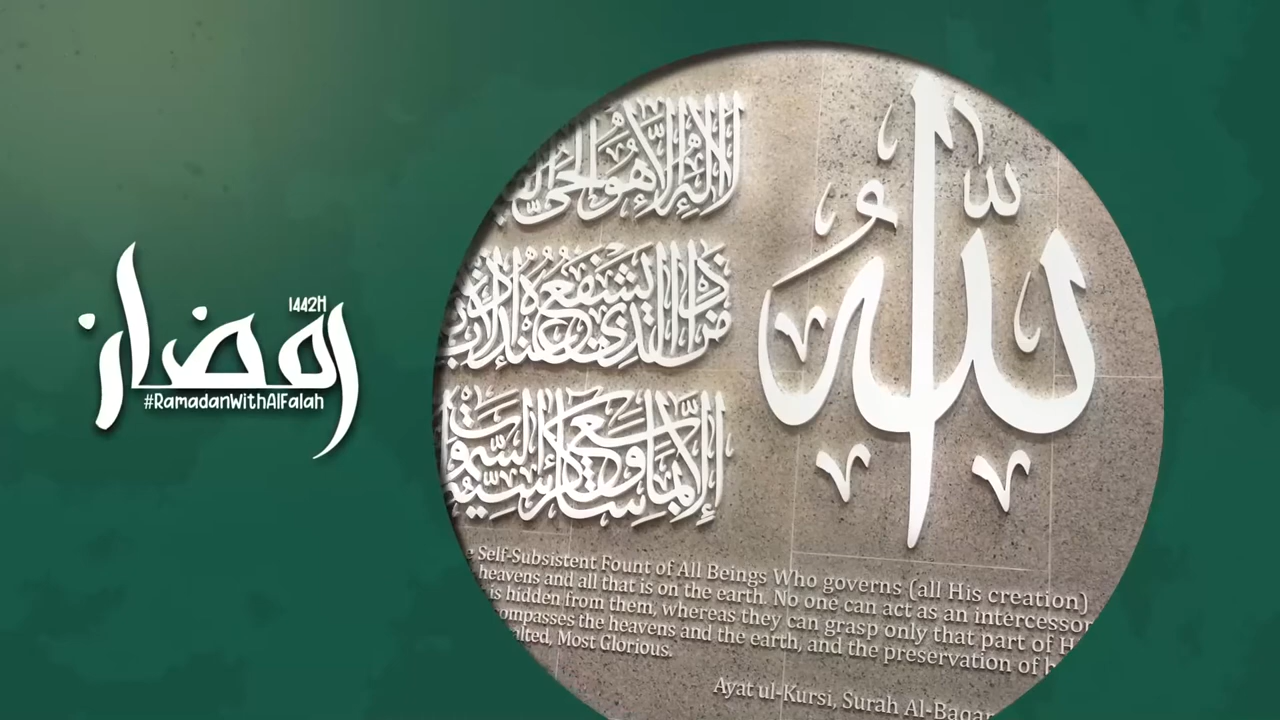 1442H
رمضان
#RamadanWithAlFalah
لا إله إلا هو الحي
من ذا الذي يشفع عنده إلا
إلا بما شاء وسع كرسيه السموت
الله
Self-Subsistent Fount of All Beings Who governs (all His creation)
heavens and all that is on the earth. No one can act as an intercessor
is hidden from them, whereas they can grasp only that part of
compasses the heavens and the earth, and the preservation of
alted, Most Glorious.
Ayat ul-Kursi, Surah Al-Baqar